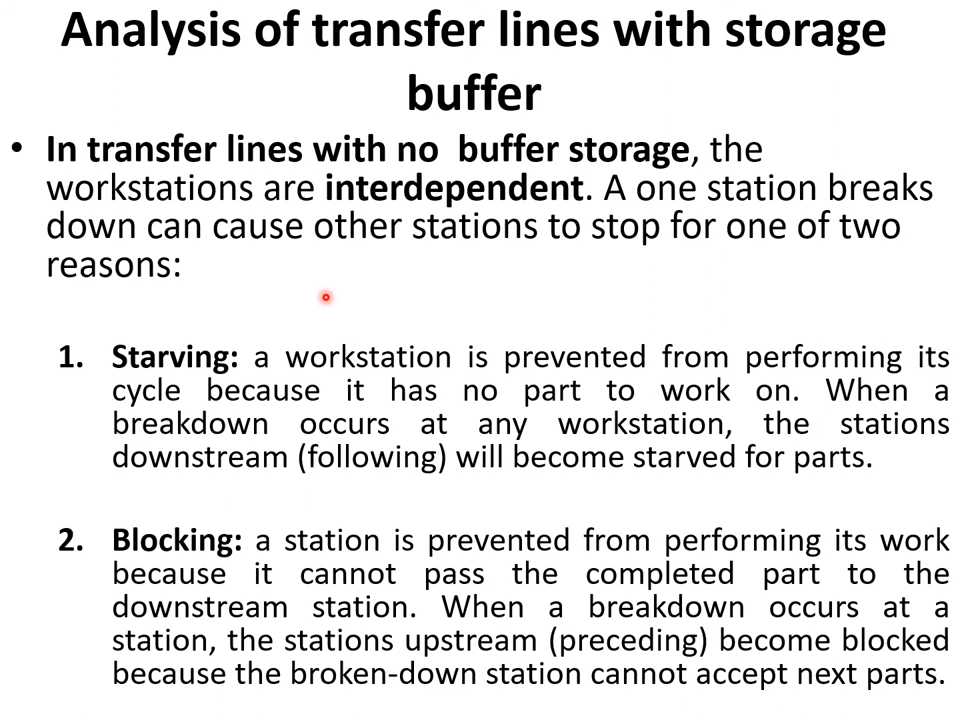 Analysis of transfer lines with storage
buffer
• In transfer lines with no buffer storage, the
workstations are interdependent. A one station breaks
down can cause other stations to stop for one of two
reasons:
1. Starving: a workstation is prevented from performing its
cycle because it has no part to work on. When a
breakdown occurs at any workstation, the stations
downstream (following) will become starved for parts.
2. Blocking: a station is prevented from performing its work
because it cannot pass the completed part to the
downstream station. When a breakdown occurs at a
station, the stations upstream (preceding) become blocked
because the broken-down station cannot accept next parts.